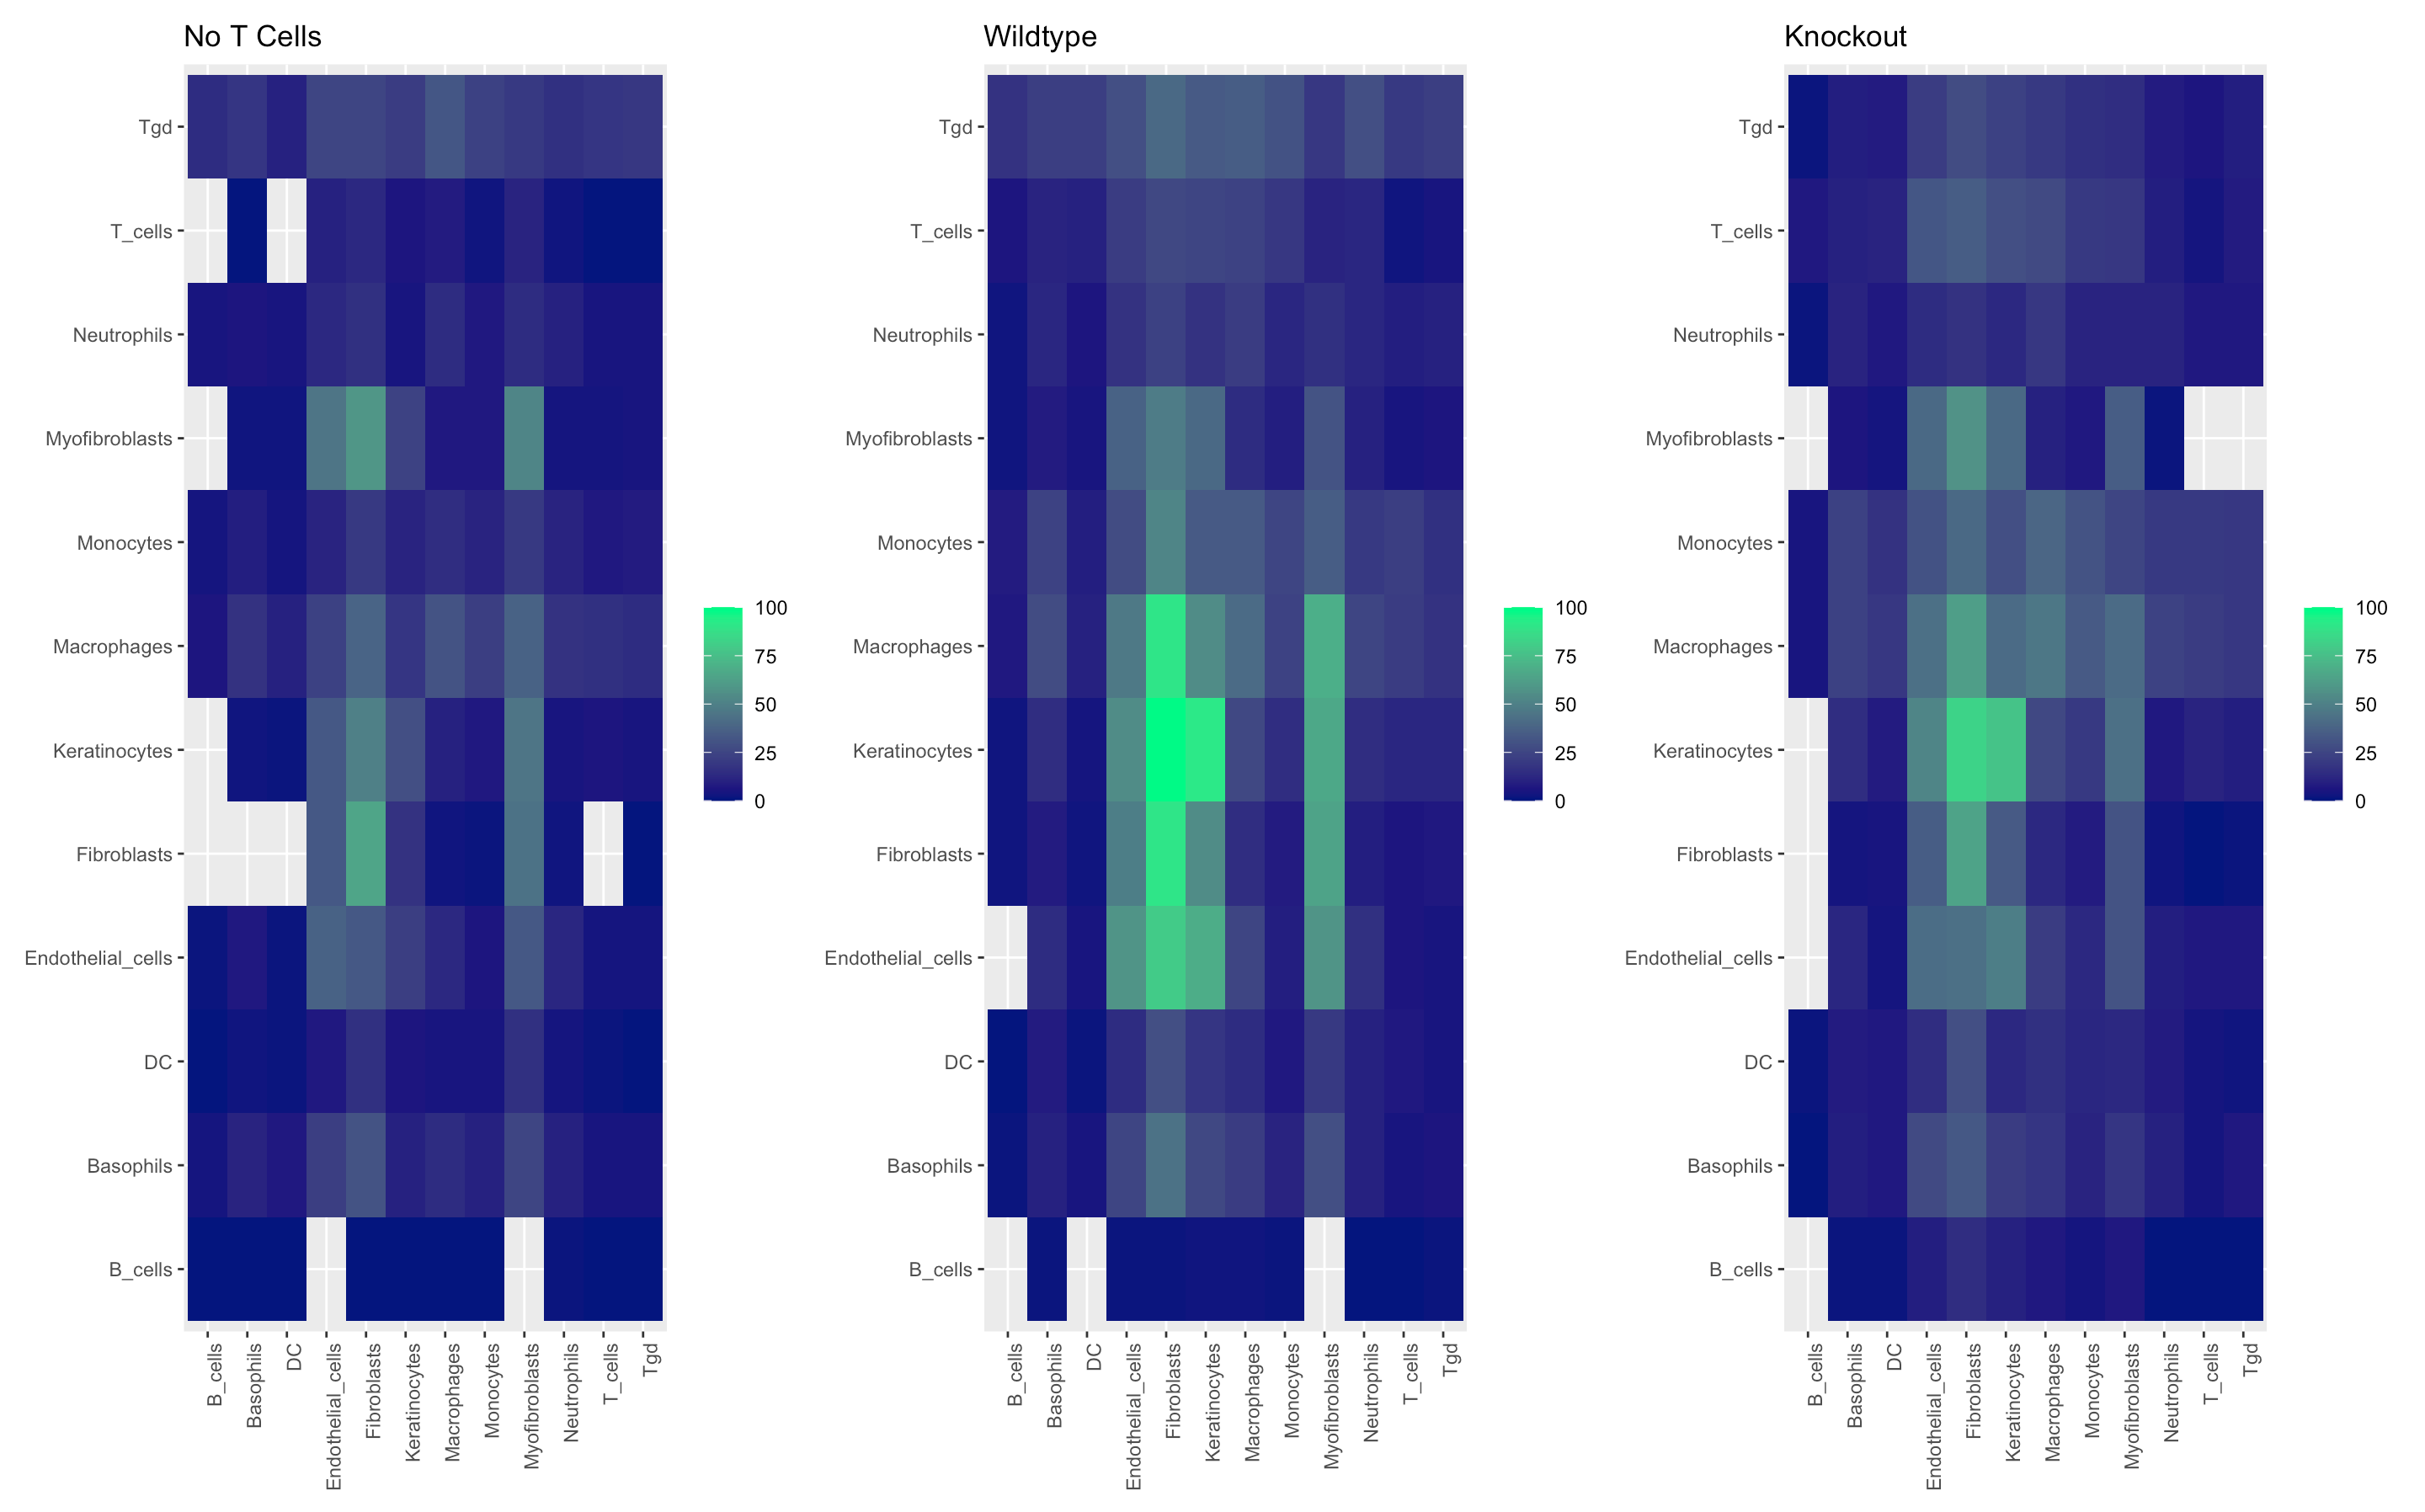 No T Cells
Tgd
T_cells
Neutrophils
Myofibroblasts
Monocytes
Macrophages
Keratinocytes
Fibroblasts
Endothelial_cells
DC
Basophils
B_cells
B_cells
Basophils
DC
Endothelial_cells
Fibroblasts
Keratinocytes
Macrophages
Monocytes
Myofibroblasts
Neutrophils
T_cells
Tgd
100
75
50
25
0
Wildtype
Tgd
T_cells
Neutrophils
Myofibroblasts
Monocytes
Macrophages
Keratinocytes
Fibroblasts
Endothelial_cells
DC
Basophils
B_cells
B_cells
Basophils
DC
Endothelial_cells
Fibroblasts
Keratinocytes
Macrophages
Monocytes
Myofibroblasts
Neutrophils
T_cells
Tgd
100
75
50
25
0
Knockout
Tgd
T_cells
Neutrophils
Myofibroblasts
Monocytes
Macrophages
Keratinocytes
Fibroblasts
Endothelial_cells
DC
Basophils
B_cells
B_cells
Basophils
DC
Endothelial_cells
Fibroblasts
Keratinocytes
Macrophages
Monocytes
Myofibroblasts
Neutrophils
T_cells
Tgd
100
75
50
25
0